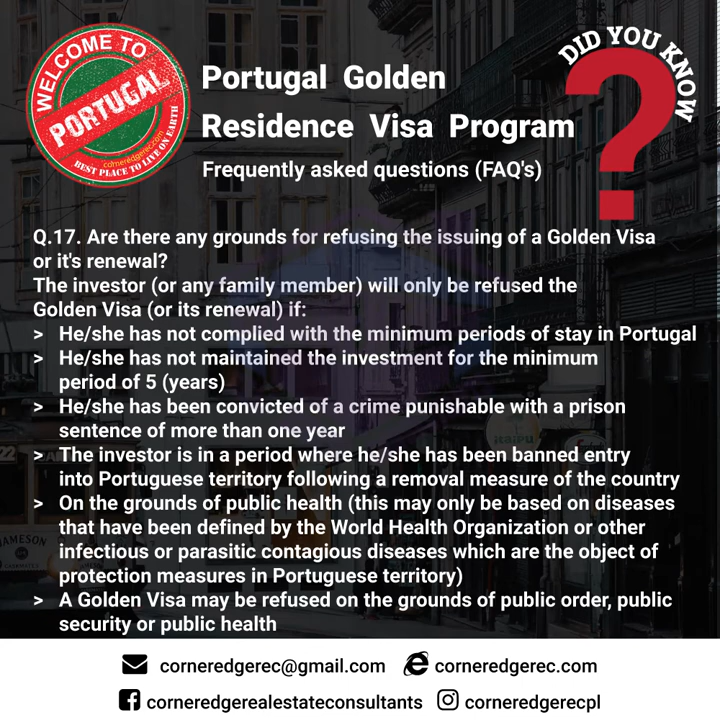 WELCOME TO
PORTUGAL
corneredgerec.com
BEST PLACE TO LIVE ON EARTH
DID YOU KNOW
?
Portugal Golden
Residence Visa Program
Frequently asked questions (FAQ's)
Q.17. Are there any grounds for refusing the issuing of a Golden Visa
or it's renewal?
The investor (or any family member) will only be refused the
Golden Visa (or its renewal) if:
> He/she has not complied with the minimum periods of stay in Portugal
> He/she has not maintained the investment for the minimum
period of 5 (years)
> He/she has been convicted of a crime punishable with a prison
sentence of more than one year
> The investor is in a period where he/she has been banned entry
into Portuguese territory following a removal measure of the country
> On the grounds of public health (this may only be based on diseases
that have been defined by the World Health Organization or other
infectious or parasitic contagious diseases which are the object of
protection measures in Portuguese territory)
> A Golden Visa may be refused on the grounds of public order, public
security or public health
itaipu
22
JAMESON
corneredgerec@gmail.com corneredgerec.com
corneredgerealestateconsultants corneredgerecpl